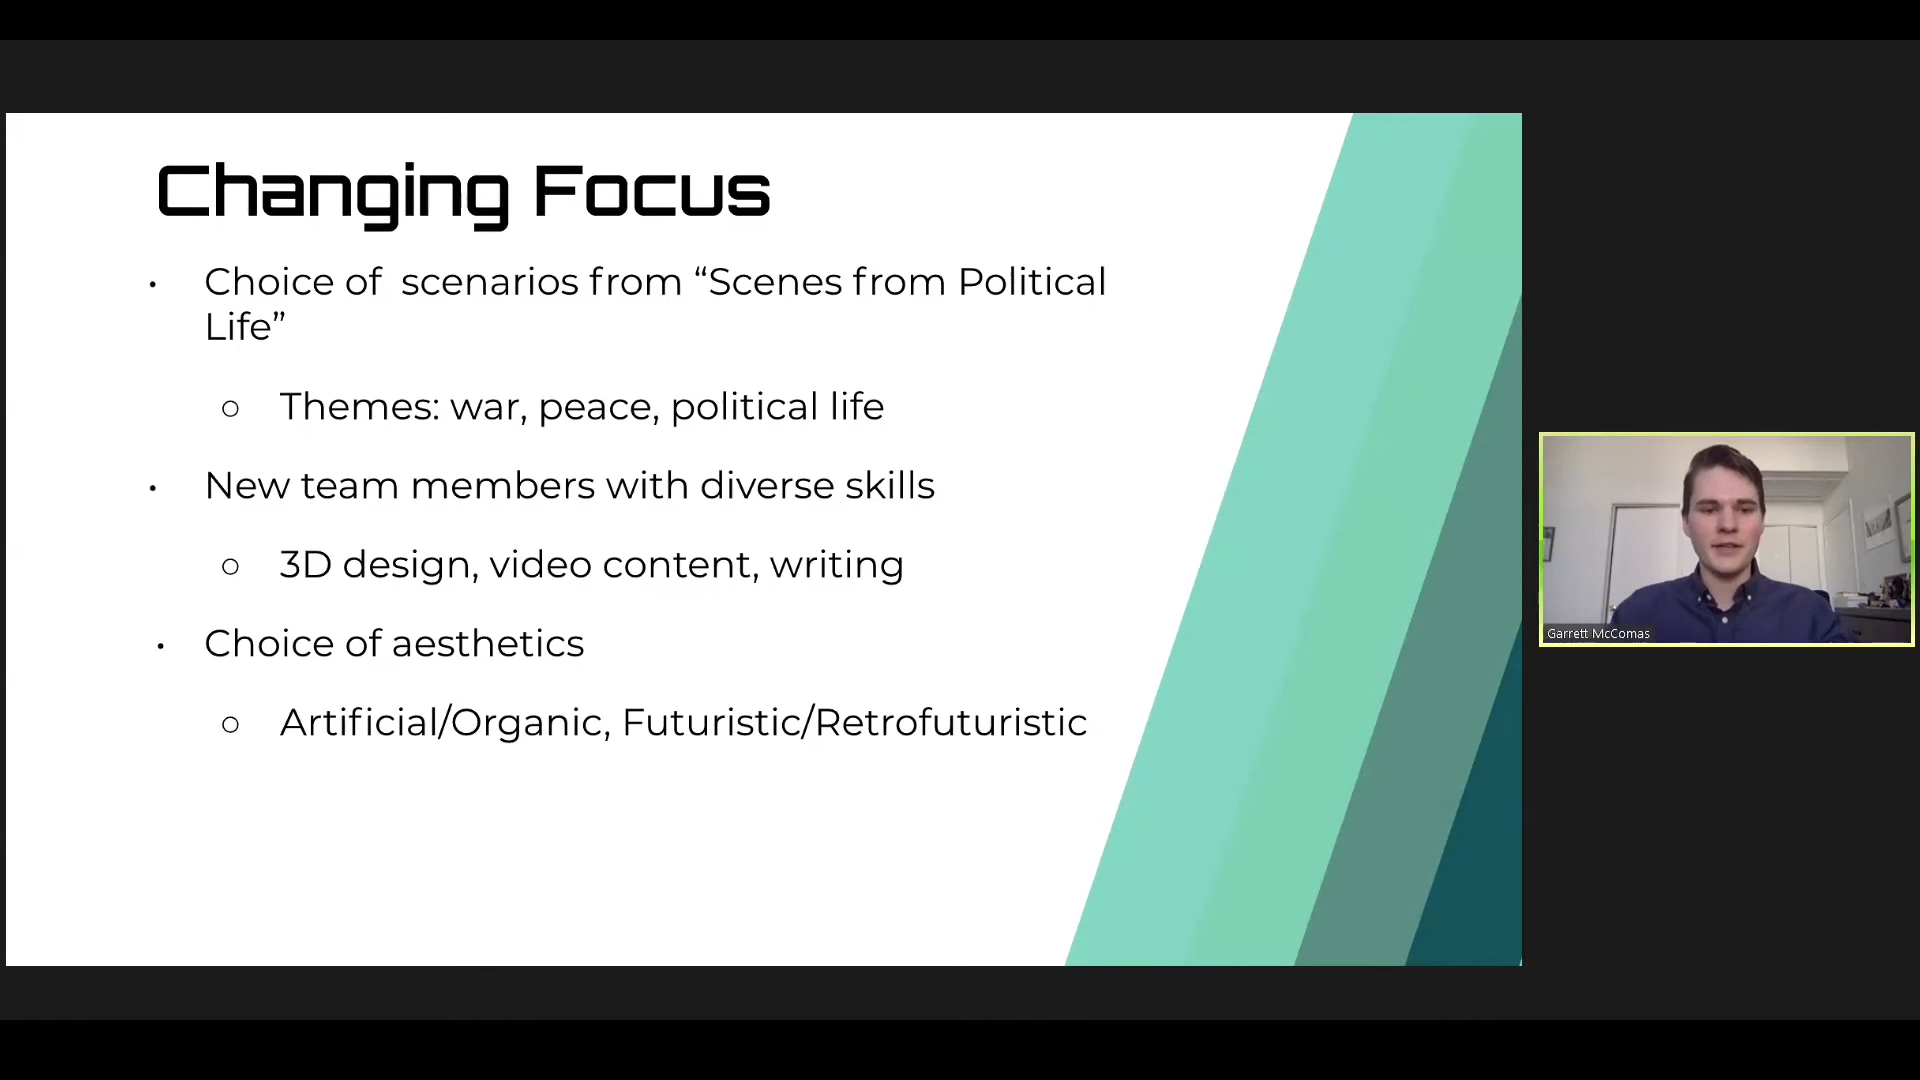 Changing Focus
• Choice of  scenarios from “Scenes from Political
Life”
○ Themes: war, peace, political life
• New team members with diverse skills
○ 3D design, video content, writing
• Choice of aesthetics
○ Artificial/Organic, Futuristic/Retrofuturistic
Garrett McComas